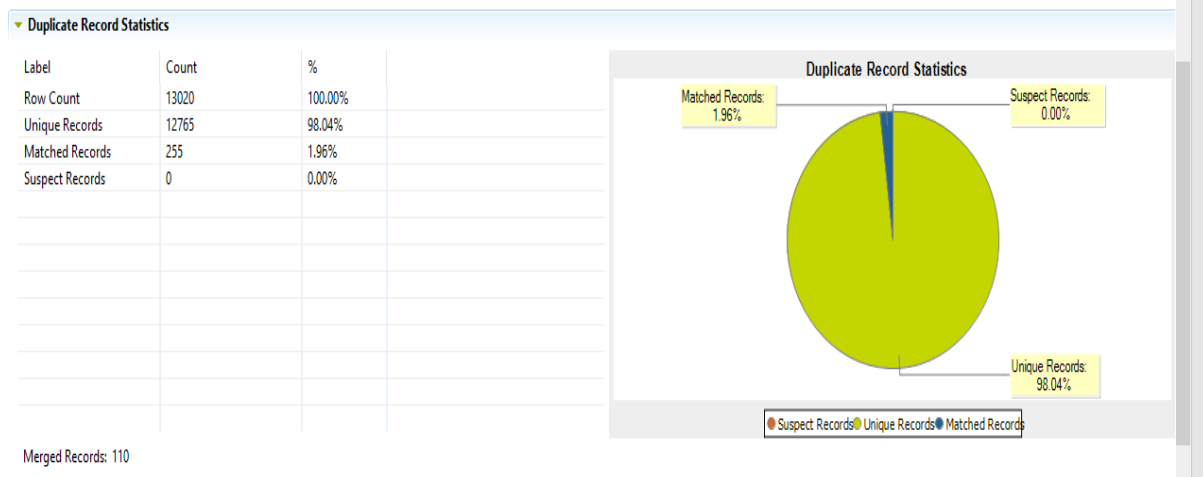 Duplicate Record Statistics
Label Count %
Row Count 13020 100.00%
Unique Records 12765 98.04%
Matched Records 255 1.96%
Suspect Records 0 0.00%
Merged Records: 110
Duplicate Record Statistics
Matched Records:
1.96%
Suspect Records:
0.00%
Unique Records:
98.04%
Suspect Records Unique Records Matched Records